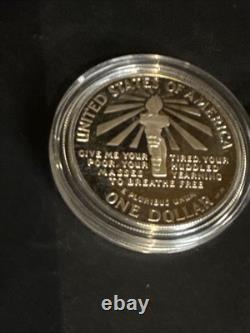 UNITED STATES OF AMERICA
GIVE ME YOUR TIRED, YOUR
POOR, YOUR HUDDLED
MASSES YEARNING
TO BREATHE FREE
E PLURIBUS UNUM
ONE DOLLAR